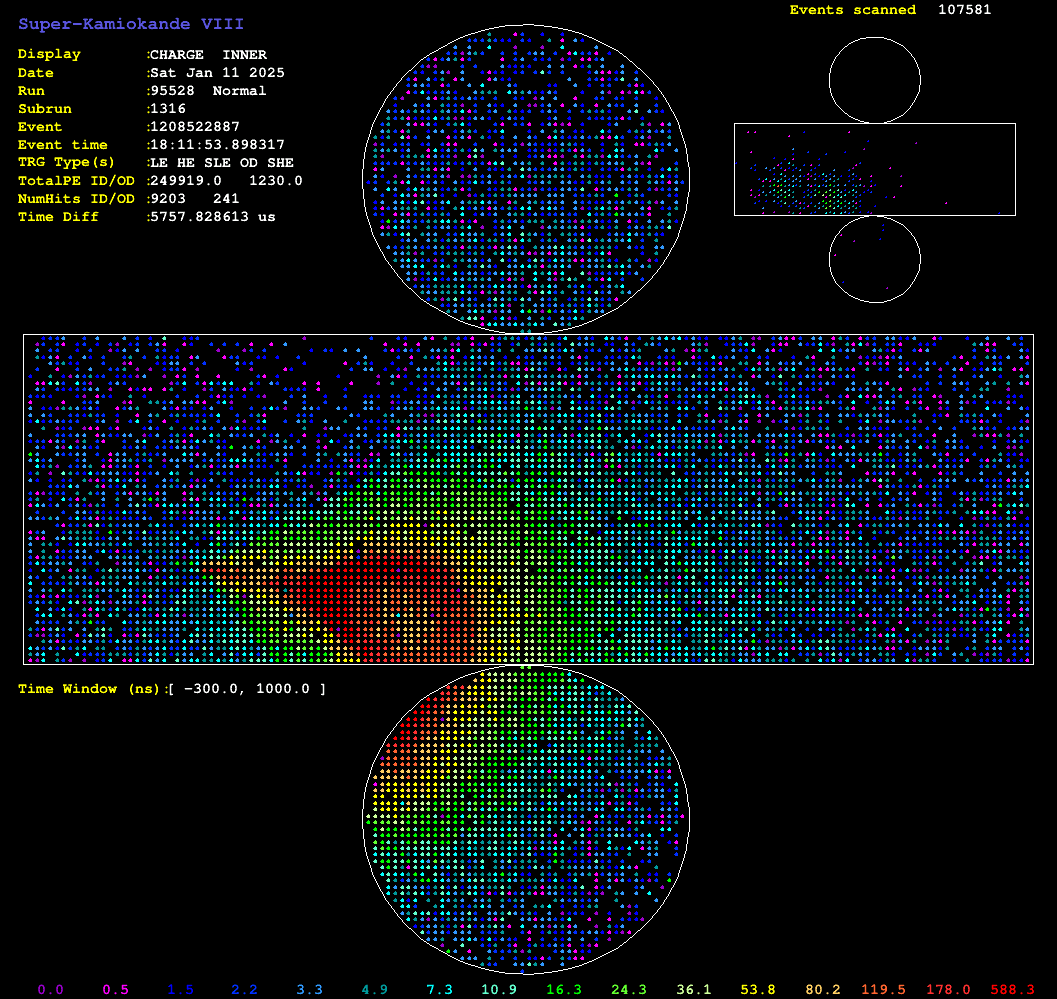 Super-Kamiokande VIII
Events scanned 107581
Display :CHARGE INNER
Date :Sat Jan 11 2025
Run :95528 Normal
Subrun :1316
Event :1208522887
Event time :18:11:53.898317
TRG Type(s) :LE HE SLE OD SHE
TotalPE ID/OD :249919.0 1230.0
NumHits ID/OD :9203 241
Time Diff :5757.828613 us
Time Window (ns):[ -300.0, 1000.0 ]
0.0 0.5 1.5 2.2 3.3 4.9 7.3 10.9 16.3 24.3 36.1 53.8 80.2 119.5 178.0 588.3